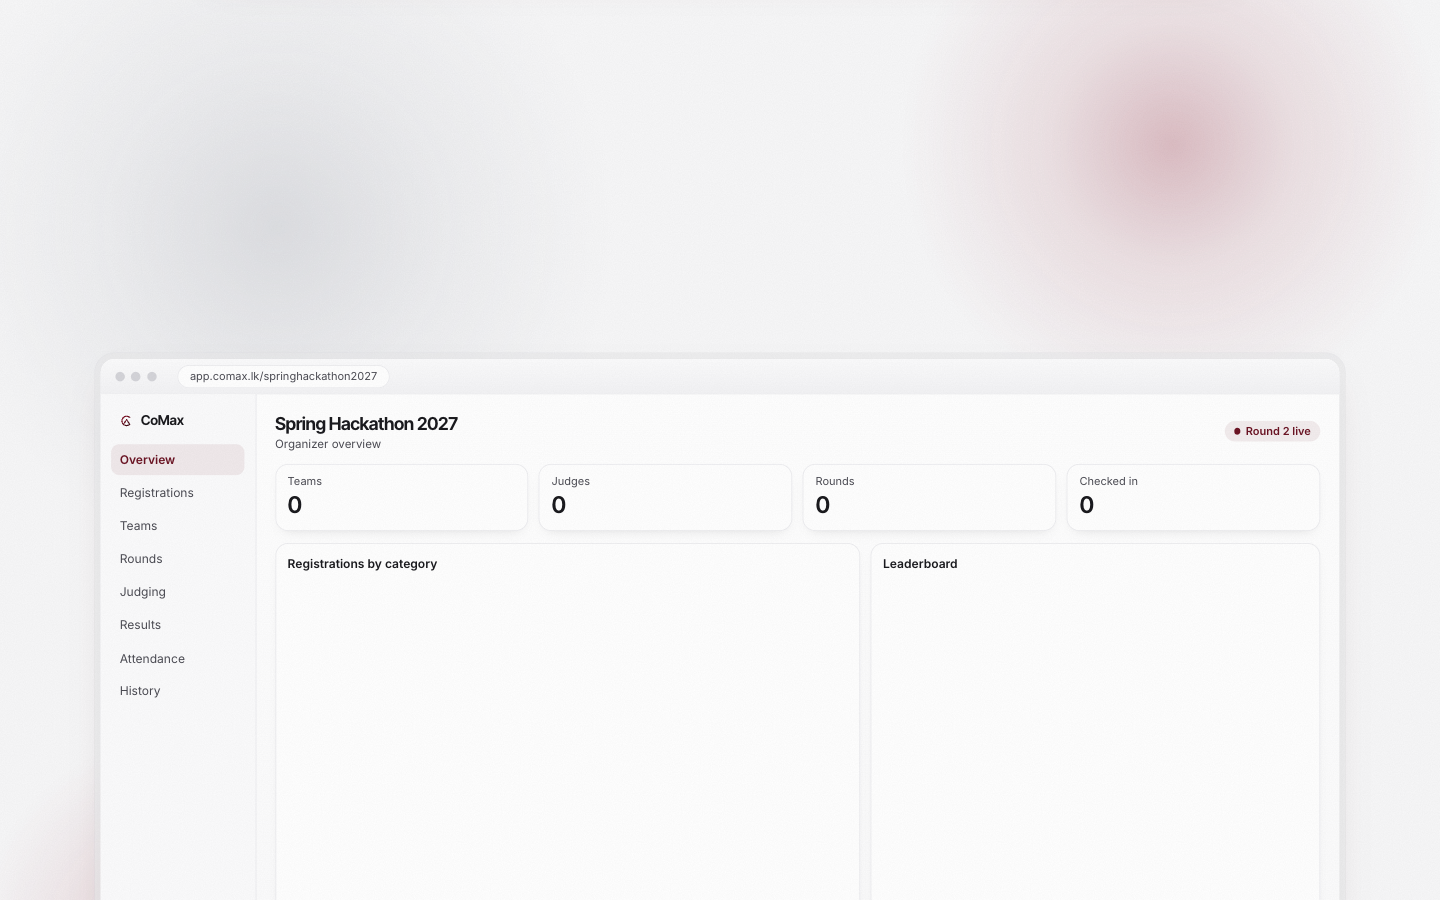 app.comax.lk/springhackathon2027
CoMax
Overview
Registrations
Teams
Rounds
Judging
Results
Attendance
History
Spring Hackathon 2027
Organizer overview
Round 2 live
Teams
0
Judges
0
Rounds
0
Checked in
0
Registrations by category
Leaderboard